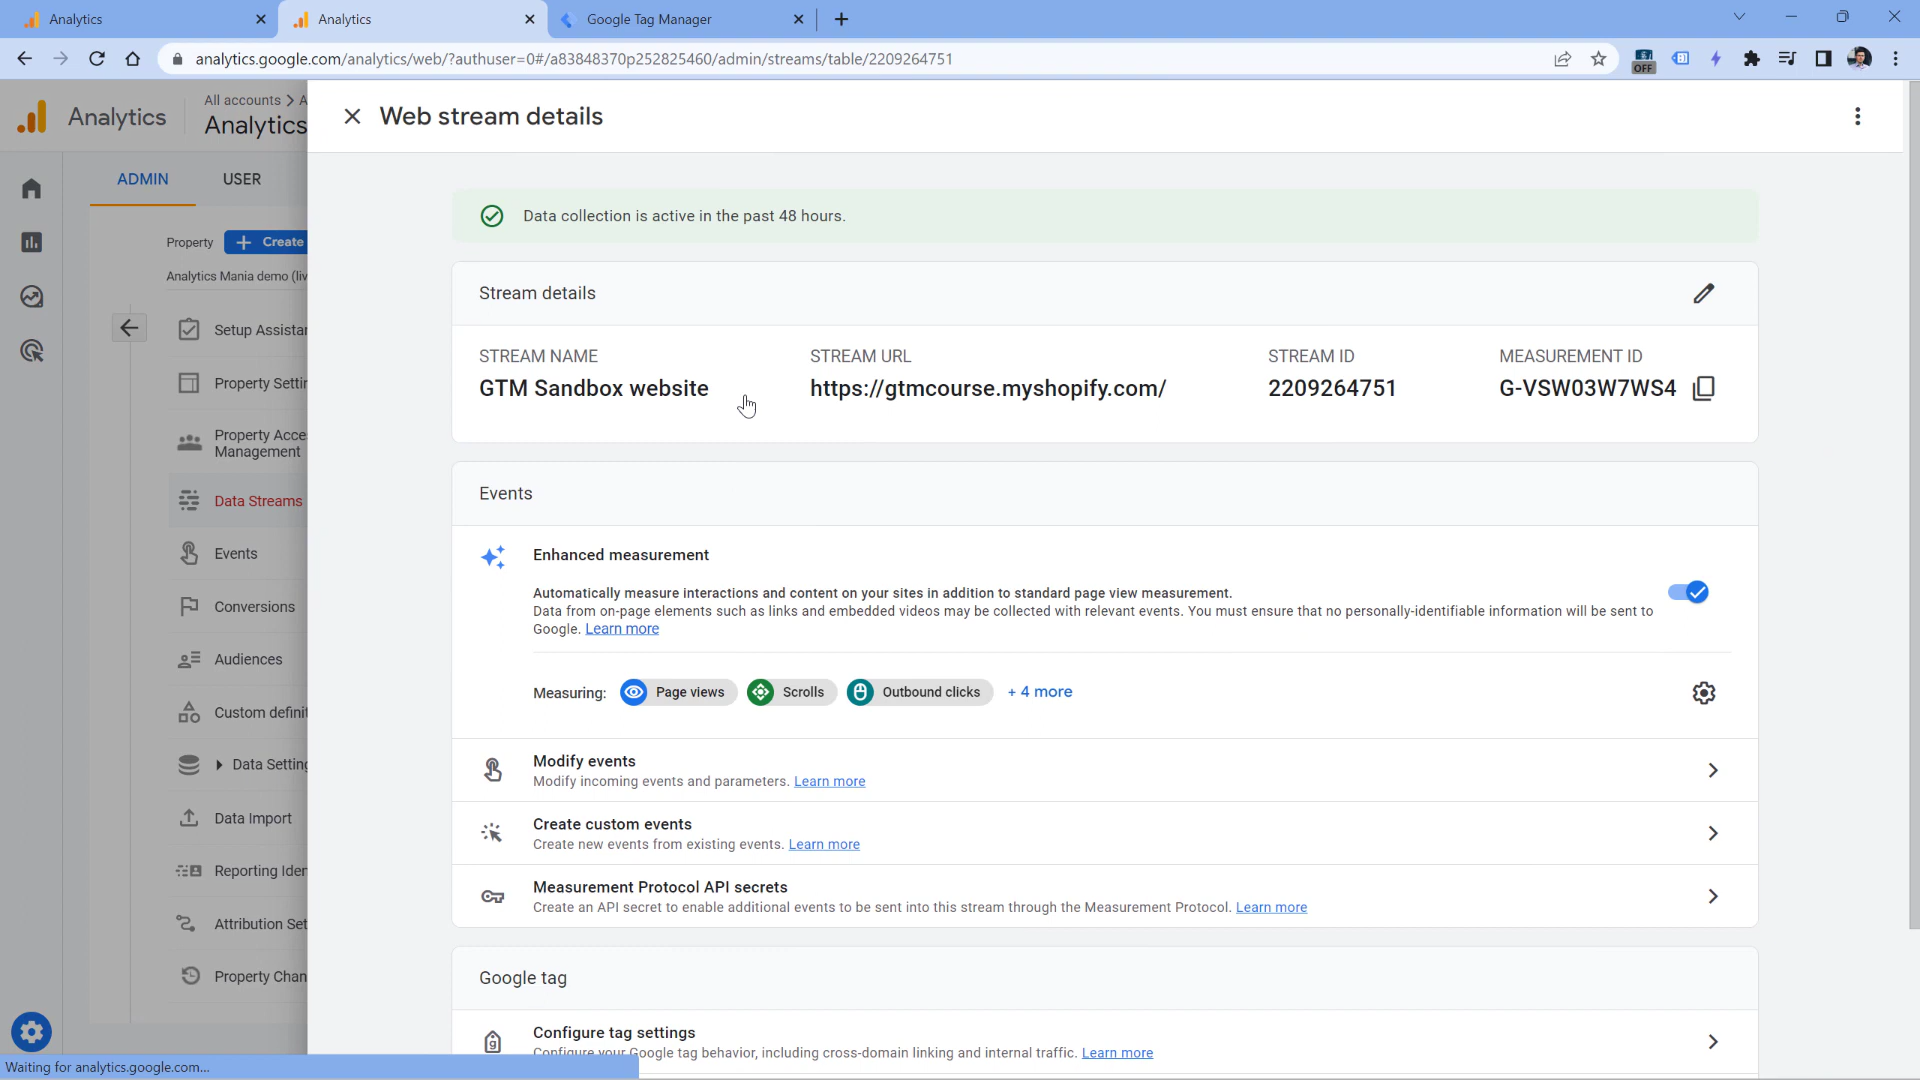 Analytics
Analytics
Google Tag Manager
analytics.google.com/analytics/web/?authuser=0#/a83848370p252825460/admin/streams/table/2209264751
OFF
Analytics
All accounts > A
Analytics
Web stream details
ADMIN
USER
Property
+ Create
Analytics Mania demo (liv
Setup Assistan
Property Settin
Property Acce
Management
Data Streams
Events
Conversions
Audiences
Custom definit
Data Setting
Data Import
Reporting Iden
Attribution Set
Property Chan
Data collection is active in the past 48 hours.
Stream details
STREAM NAME
GTM Sandbox website
STREAM URL
https://gtmcourse.myshopify.com/
STREAM ID
2209264751
MEASUREMENT ID
G-VSW03W7WS4
Events
Enhanced measurement
Automatically measure interactions and content on your sites in addition to standard page view measurement.
Data from on-page elements such as links and embedded videos may be collected with relevant events. You must ensure that no personally-identifiable information will be sent to
Google. Learn more
Measuring: Page views Scrolls Outbound clicks + 4 more
Modify events
Modify incoming events and parameters. Learn more
Create custom events
Create new events from existing events. Learn more
Measurement Protocol API secrets
Create an API secret to enable additional events to be sent into this stream through the Measurement Protocol. Learn more
Google tag
Configure tag settings
Configure your Google tag behavior, including cross-domain linking and internal traffic. Learn more
Waiting for analytics.google.com...